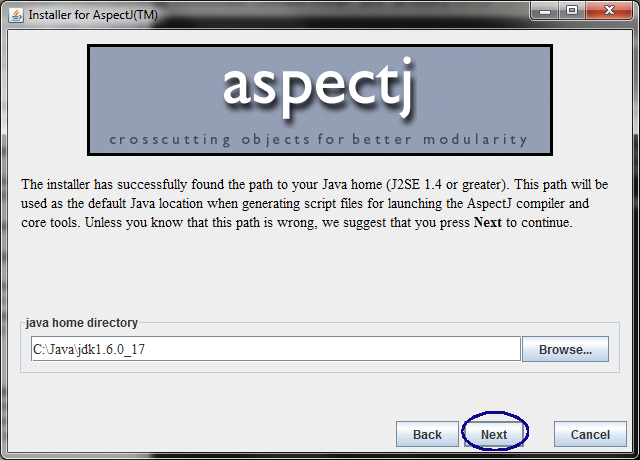 Installer for AspectJ(TM)
aspectj
crosscutting objects for better modularity
The installer has successfully found the path to your Java home (J2SE 1.4 or greater). This path will be
used as the default Java location when generating script files for launching the AspectJ compiler and
core tools. Unless you know that this path is wrong, we suggest that you press Next to continue.
java home directory
C:\Java\jdk1.6.0_17
Browse...
Back
Next
Cancel